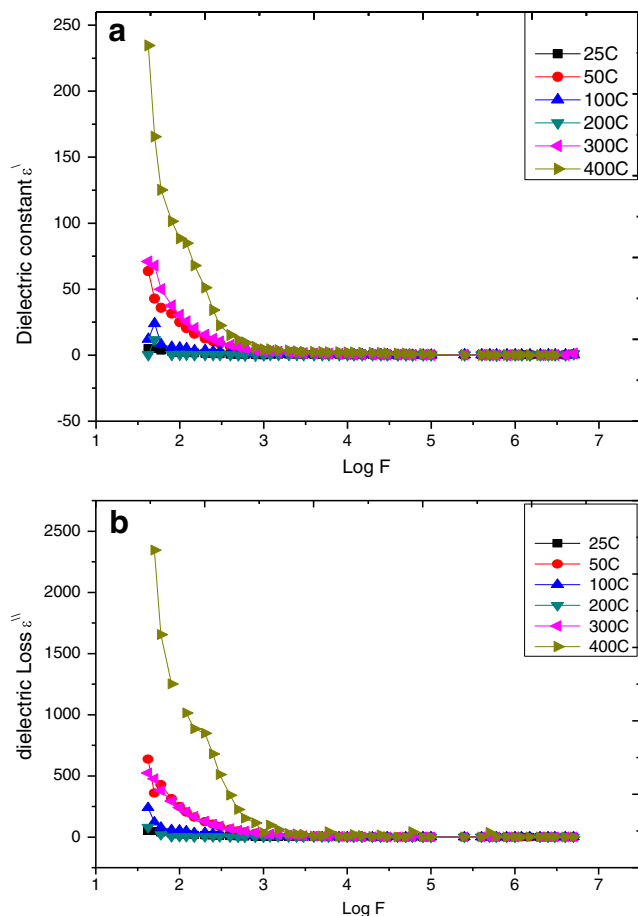 a
250
200
150
100
50
0
-50
Dielectric constant ε\
25C
50C
100C
200C
300C
400C
1 2 3 4 5 6 7
Log F
b
2500
2000
1500
1000
500
0
dielectric Loss ε\\
25C
50C
100C
200C
300C
400C
1 2 3 4 5 6 7
Log F